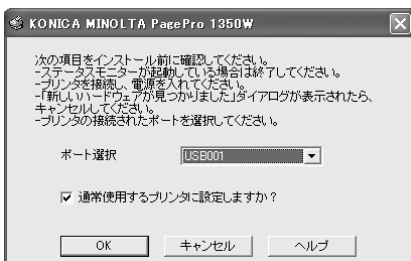 KONICA MINOLTA PagePro 1350W
次の項目をインストール前に確認してください。
-ステータスモニターが起動している場合は終了してください。
-プリンタを接続し、電源を入れてください。
-「新しいハードウェアが見つかりました」ダイアログが表示されたら、
キャンセルしてください。
-プリンタの接続されたポートを選択してください。
ポート選択 USB001
通常使用するプリンタに設定しますか？
OK キャンセル ヘルプ